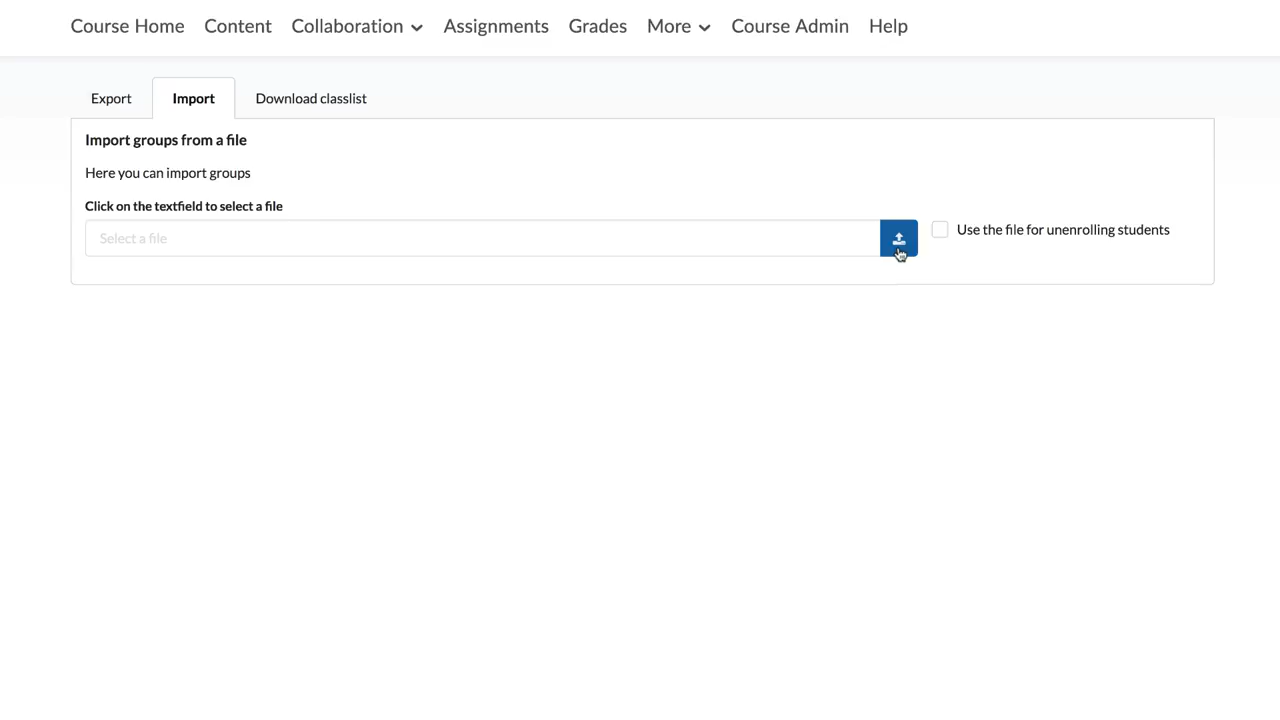 Course Home Content Collaboration Assignments Grades More Course Admin Help
Export Import Download classlist
Import groups from a file
Here you can import groups
Click on the textfield to select a file
Select a file
Use the file for unenrolling students